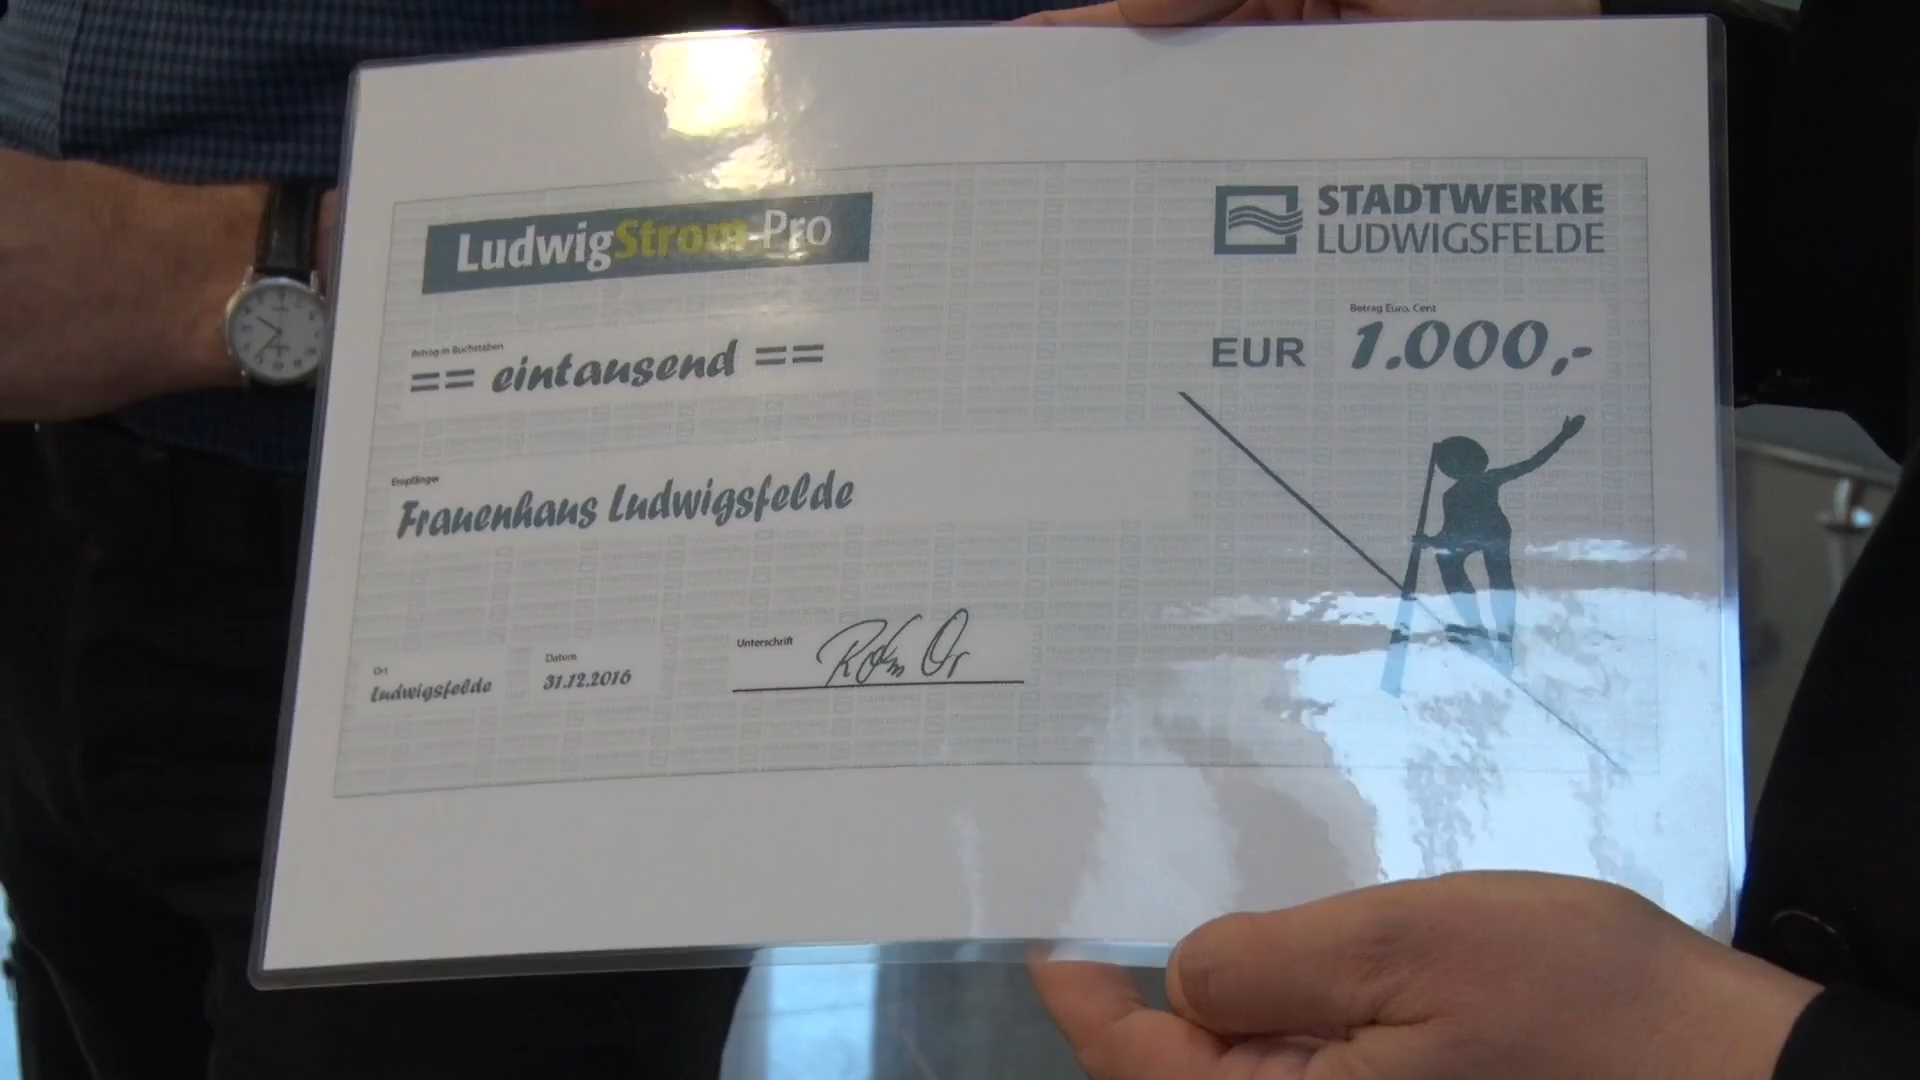 LudwigStrom-Pro
STADTWERKE
LUDWIGSFELDE
Betrag in Buchstaben
== eintausend ==
Betrag Euro, Cent
EUR 1.000,-
Empfänger
Frauenhaus Ludwigsfelde
Ort
Ludwigsfelde
Datum
31.12.2016
Unterschrift